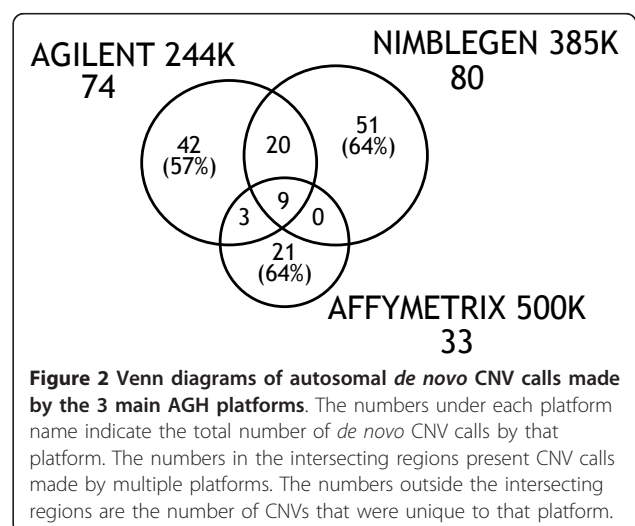 AGILENT 244K
74
NIMBLEGEN 385K
80
42
(57%)
20
51
(64%)
3
9
0
21
(64%)
AFFYMETRIX 500K
33
Figure 2 Venn diagrams of autosomal de novo CNV calls made
by the 3 main AGH platforms. The numbers under each platform
name indicate the total number of de novo CNV calls by that
platform. The numbers in the intersecting regions present CNV calls
made by multiple platforms. The numbers outside the intersecting
regions are the number of CNVs that were unique to that platform.